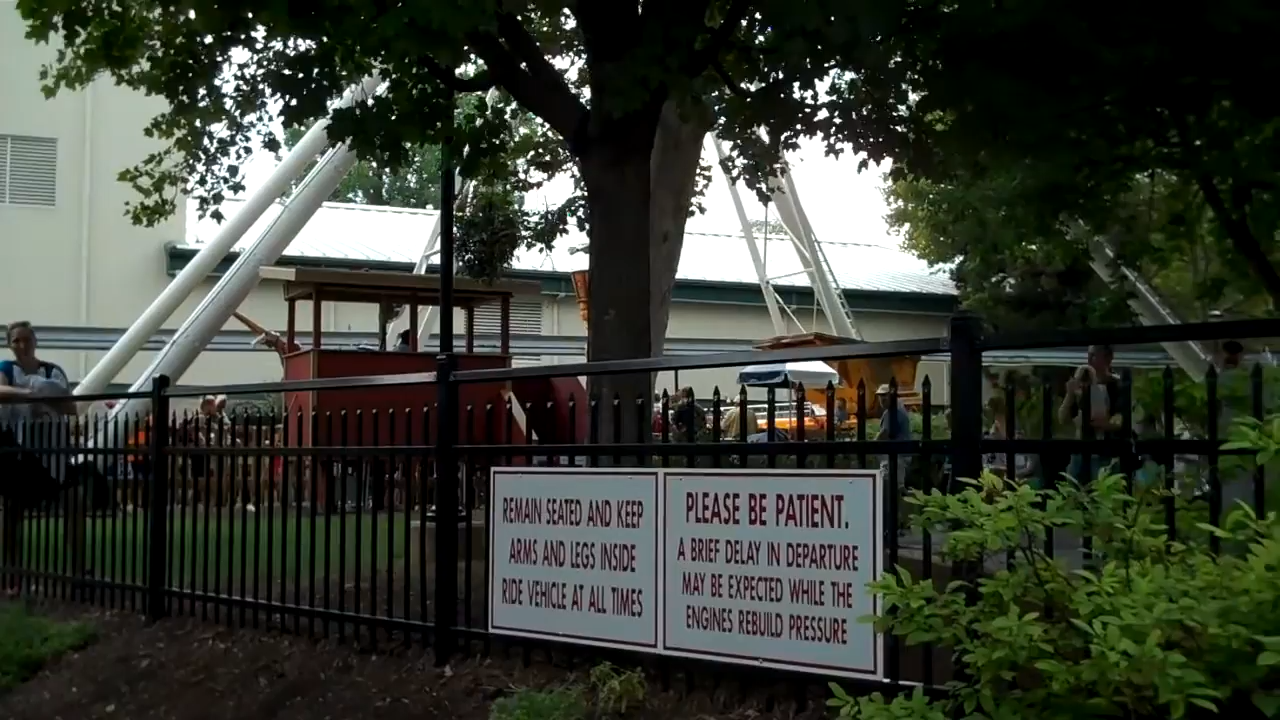 REMAIN SEATED AND KEEP
ARMS AND LEGS INSIDE
RIDE VEHICLE AT ALL TIMES
PLEASE BE PATIENT.
A BRIEF DELAY IN DEPARTURE
MAY BE EXPECTED WHILE THE
ENGINES REBUILD PRESSURE